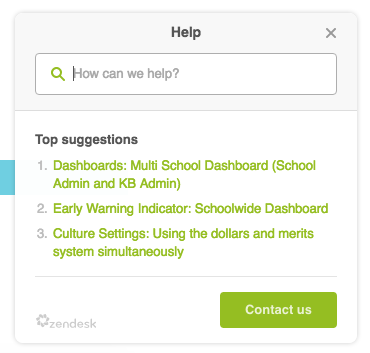 Help
How can we help?
Top suggestions
1. Dashboards: Multi School Dashboard (School
Admin and KB Admin)
2. Early Warning Indicator: Schoolwide Dashboard
3. Culture Settings: Using the dollars and merits
system simultaneously
Contact us
zendesk